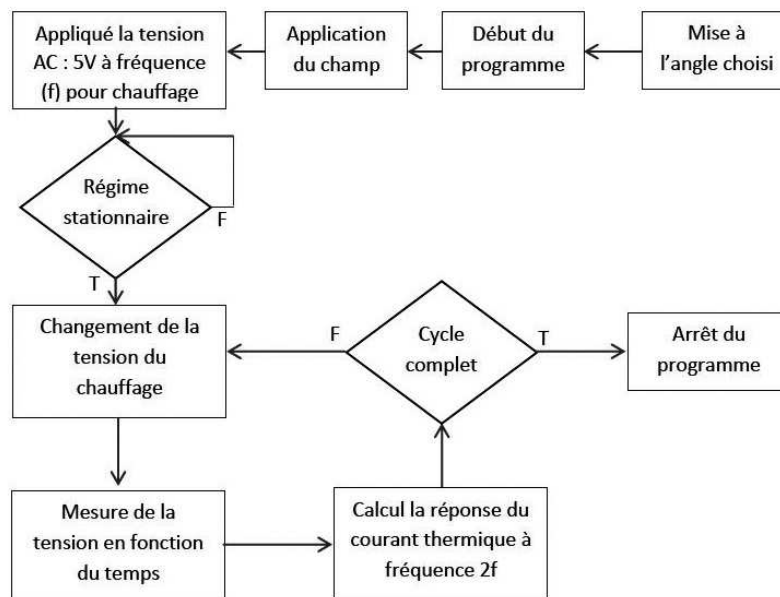 Appliqué la tension
AC : 5V à fréquence
(f) pour chauffage
Application
du champ
Début du
programme
Mise à
l'angle choisi
Régime
stationnaire
F
T
Changement de la
tension du
chauffage
F
Cycle
complet
T
Arrêt du
programme
Mesure de la
tension en fonction
du temps
Calcul la réponse du
courant thermique à
fréquence 2f